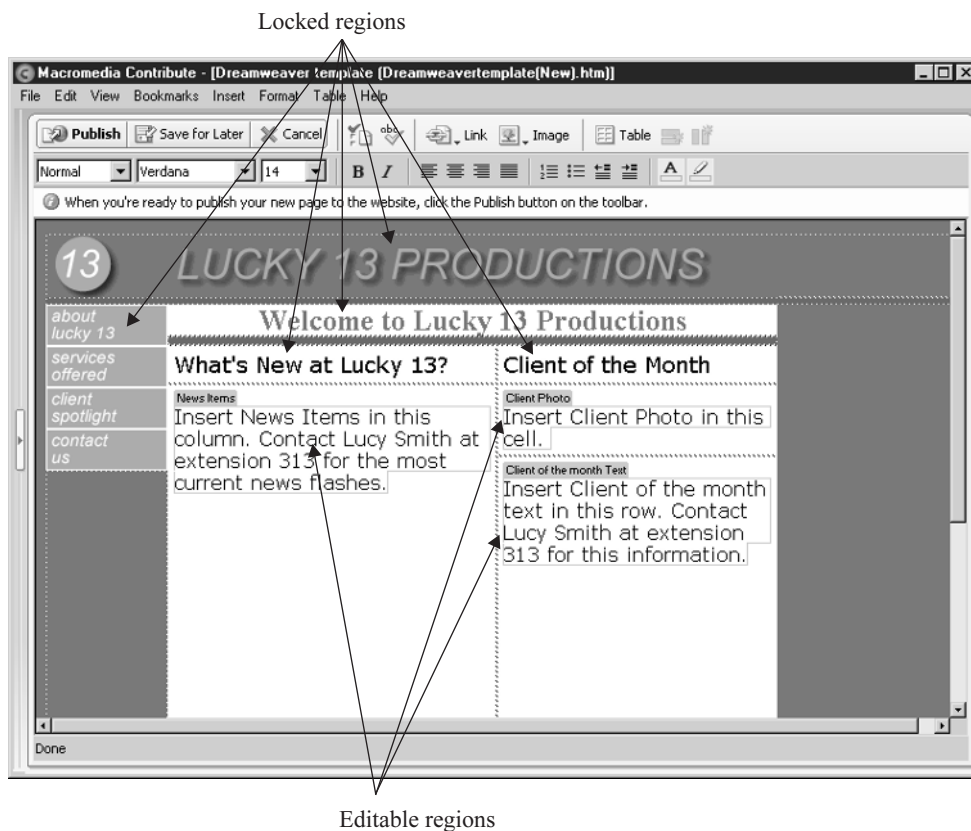 Locked regions
Macromedia Contribute - [Dreamweaver template (Dreamweavertemplate(New).htm)]
File Edit View Bookmarks Insert Format Table Help
Publish Save for Later Cancel abc Link Image Table
Normal Verdana 14 B I A
When you're ready to publish your new page to the website, click the Publish button on the toolbar.
13 LUCKY 13 PRODUCTIONS
about
lucky 13
services
offered
client
spotlight
contact
us
Welcome to Lucky 13 Productions
What's New at Lucky 13?
News Items
Insert News Items in this
column. Contact Lucy Smith at
extension 313 for the most
current news flashes.
Client of the Month
Client Photo
Insert Client Photo in this
cell.
Client of the month Text
Insert Client of the month
text in this row. Contact
Lucy Smith at extension
313 for this information.
Done
Editable regions